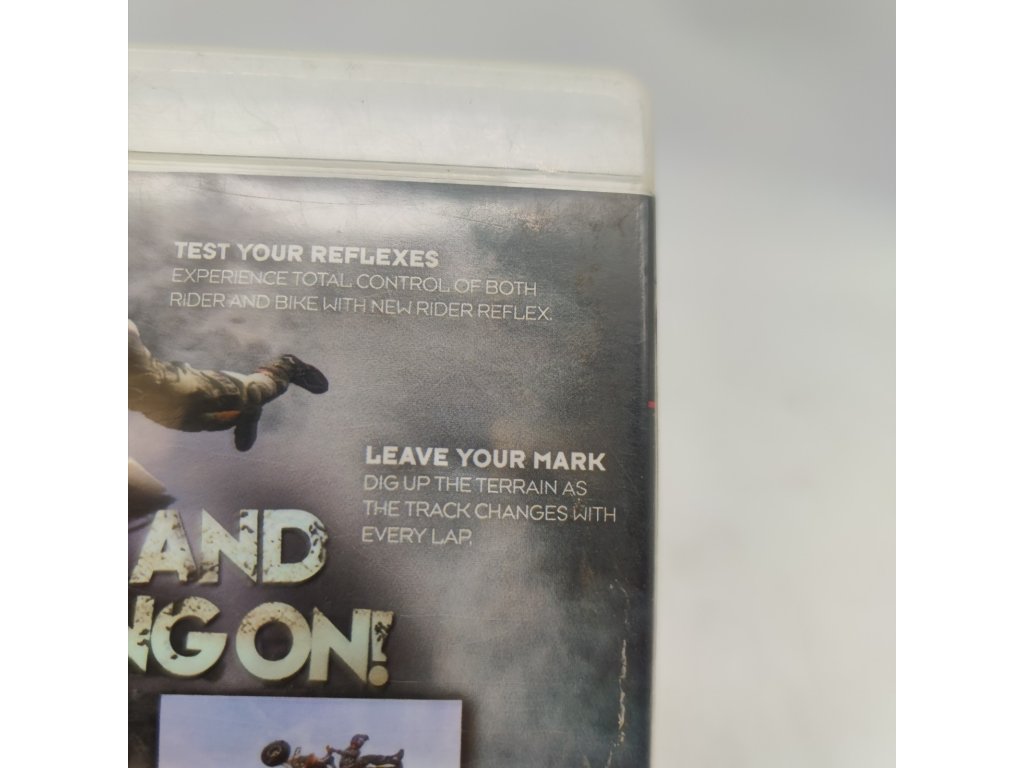 TEST YOUR REFLEXES
EXPERIENCE TOTAL CONTROL OF BOTH
RIDER AND BIKE WITH NEW RIDER REFLEX.
LEAVE YOUR MARK
DIG UP THE TERRAIN AS
THE TRACK CHANGES WITH
EVERY LAP.
AND
NG ON!